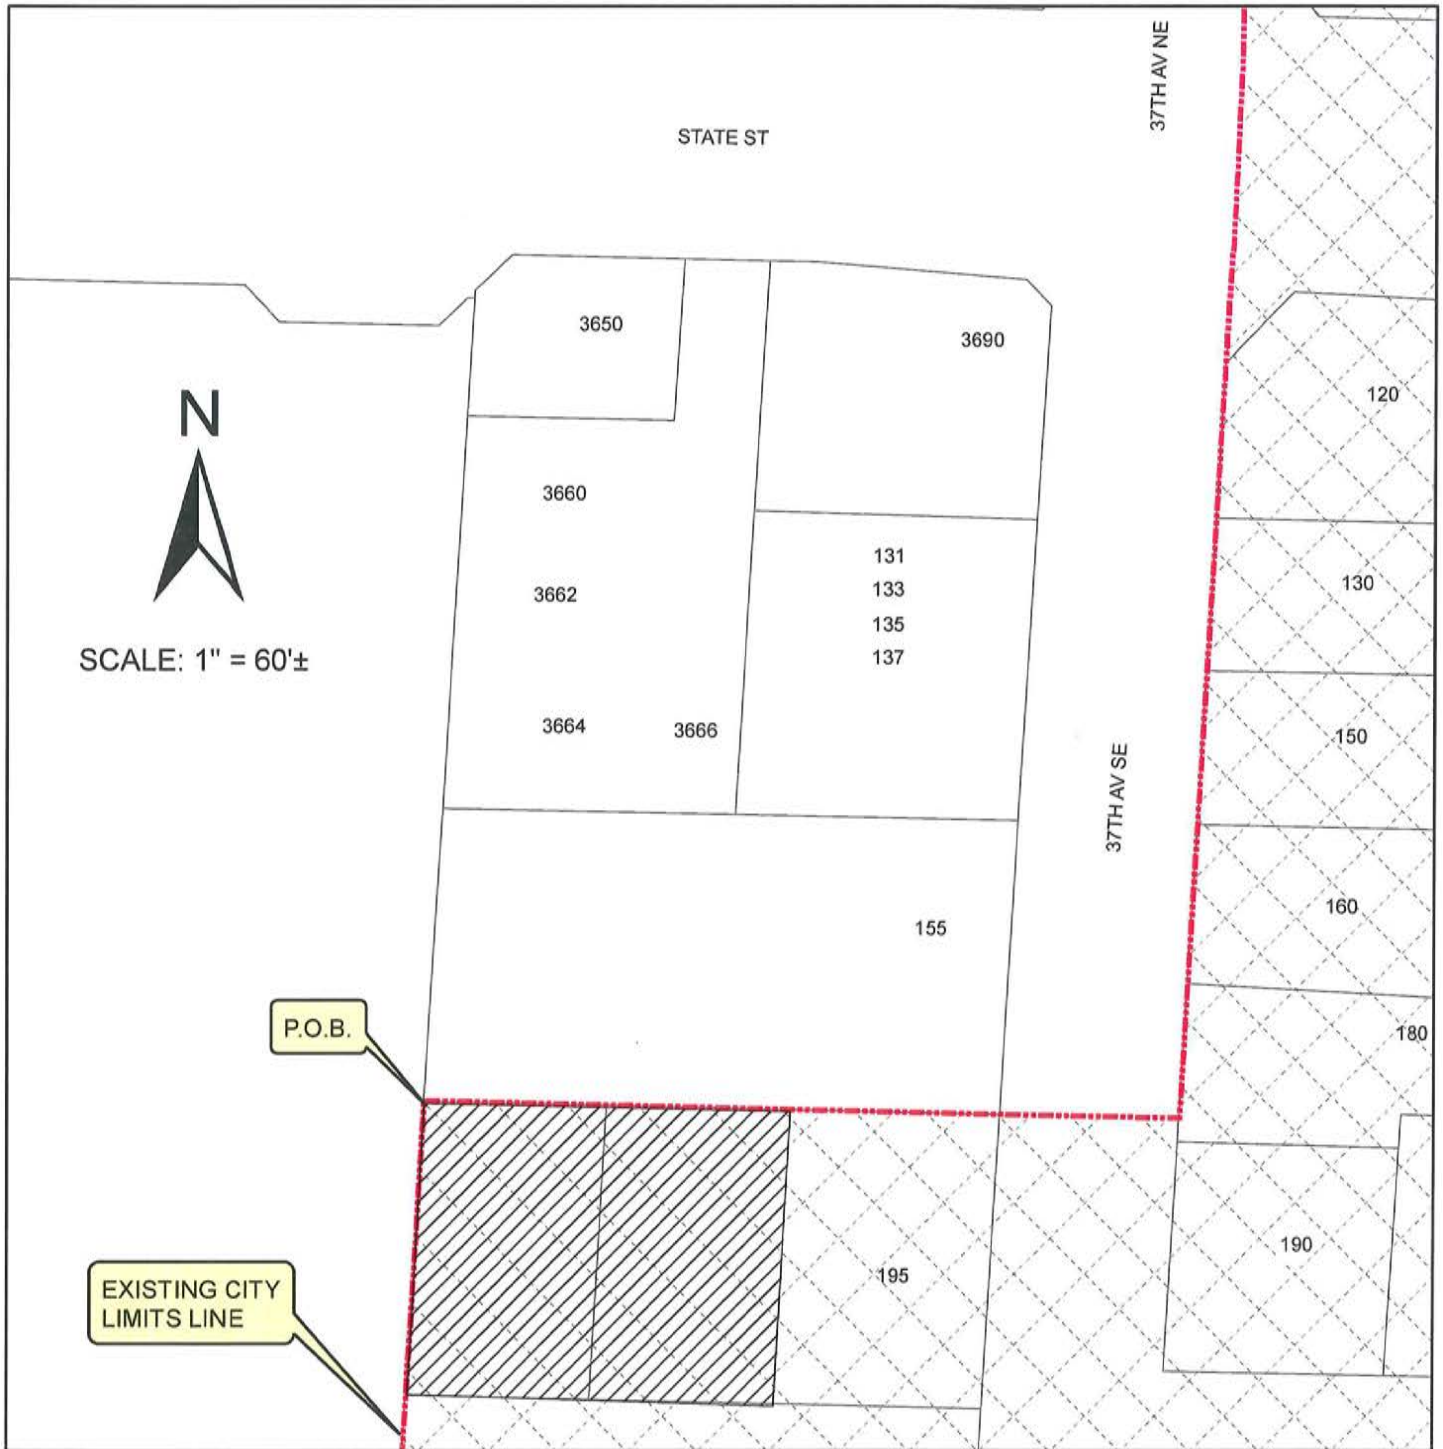 37TH AV NE
STATE ST
3650
3690
120
N
3660
131
130
133
3662
135
137
SCALE: 1" = 60'±
3664
3666
150
37TH AV SE
160
155
P.O.B.
180
190
195
EXISTING CITY
LIMITS LINE